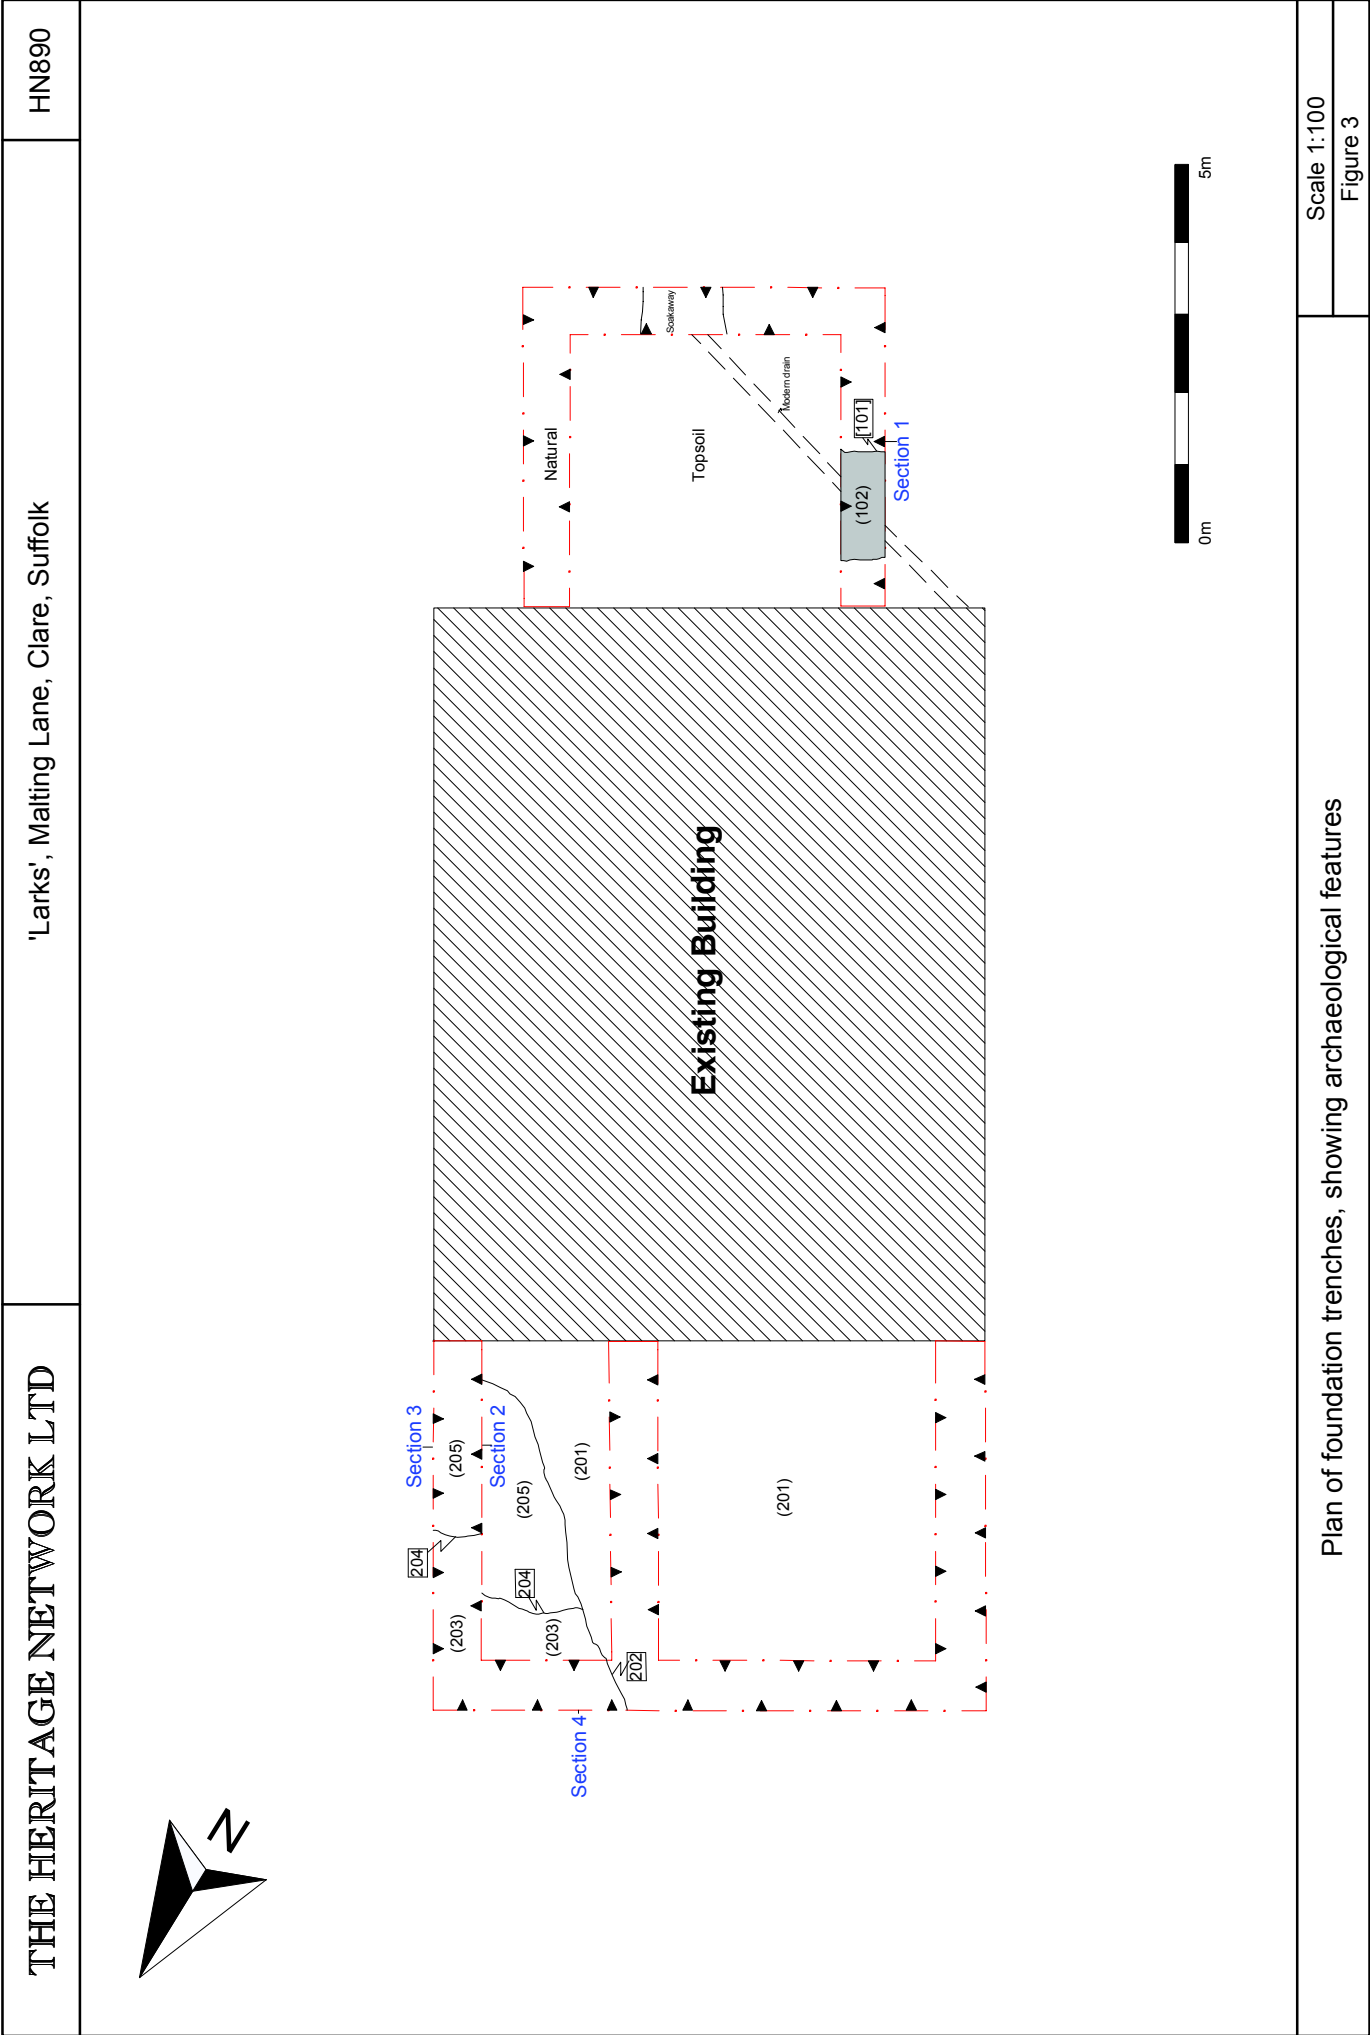 THE HERITAGE NETWORK LTD
'Larks', Malting Lane, Clare, Suffolk
HN890
N
Section 3
204
(203)
(205)
Section 2
204
(203)
(205)
(201)
202
Section 4
(201)
Existing Building
Natural
Topsoil
Soakaway
Modern drain
[101]
(102)
Section 1
0m
5m
Plan of foundation trenches, showing archaeological features
Scale 1:100
Figure 3